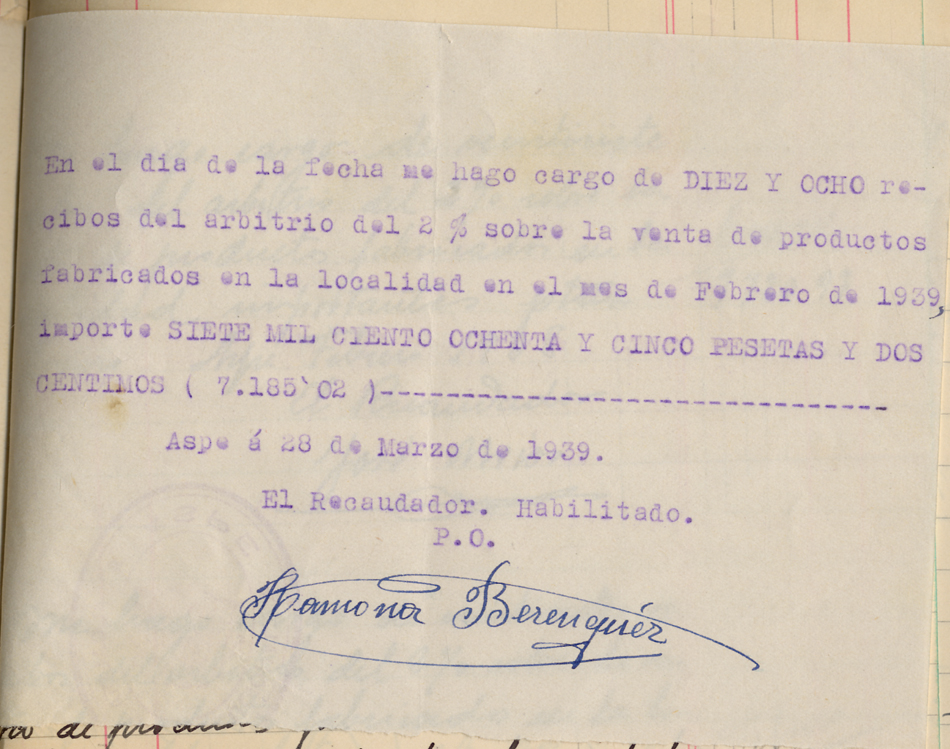 En el dia de la fecha me hago cargo de DIEZ Y OCHO re-
cibos del arbitrio del 2 % sobre la venta de productos
fabricados en la localidad en el mes de Febrero de 1939,
importe SIETE MIL CIENTO OCHENTA Y CINCO PESETAS Y DOS
CENTIMOS ( 7.185'02 )-------------------------------
Aspe á 28 de Marzo de 1939.
El Recaudador. Habilitado.
P.O.
Ramona Berenguér